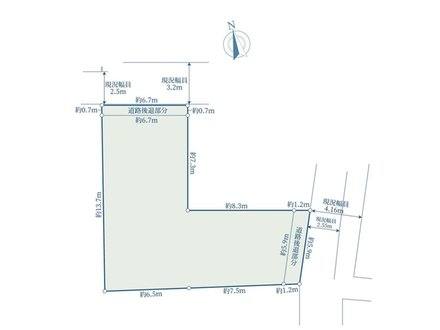 N
現況幅員
2.5m
現況幅員
3.2m
約6.7m
約0.7m
道路後退部分
約0.7m
約6.7m
約7.3m
約13.7m
約8.3m
約1.2m
現況幅員
4.16m
現況幅員
2.55m
約5.9m
道路後退部分
約5.9m
約6.5m
約7.5m
約1.2m